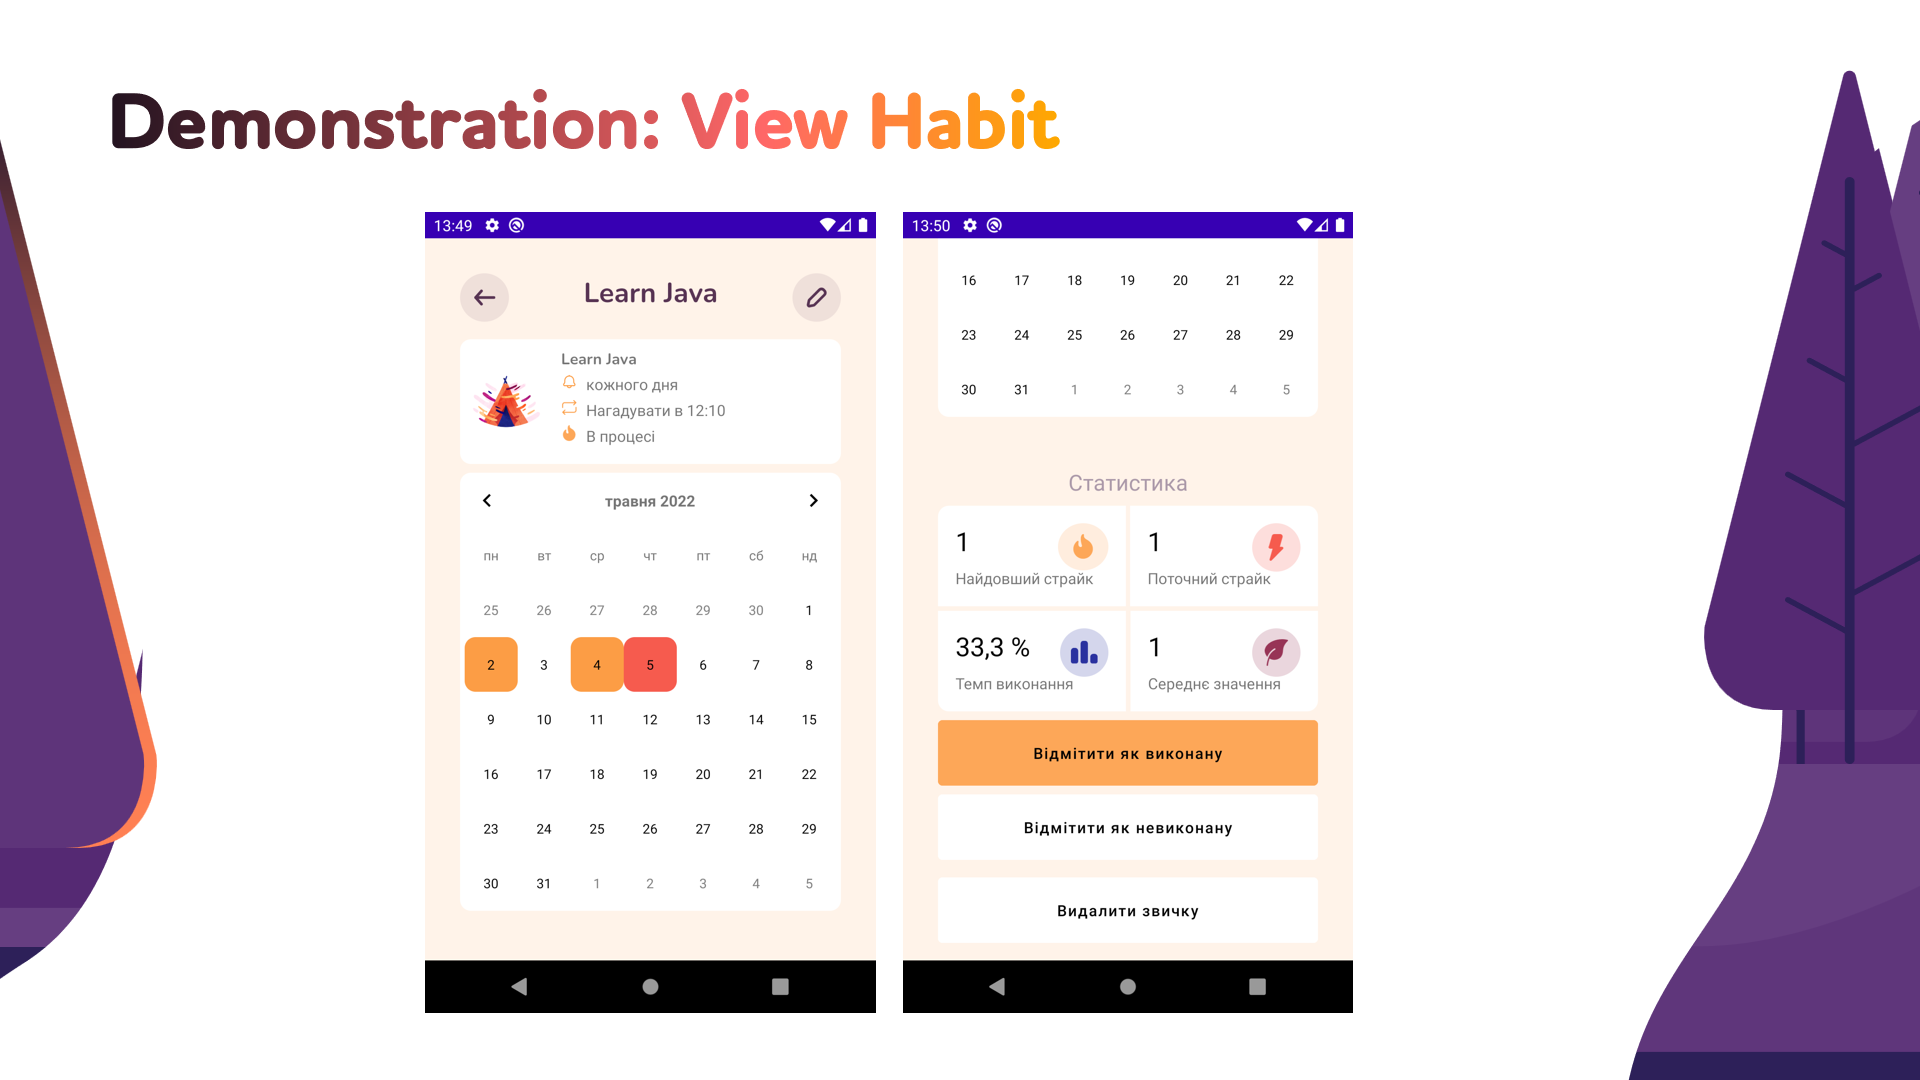 Demonstration: View Habit
13:49
Learn Java
Learn Java
кожного дня
Нагадувати в 12:10
В процесі
травня 2022
пн вт ср чт пт сб нд
25 26 27 28 29 30 1
2 3 4 5 6 7 8
9 10 11 12 13 14 15
16 17 18 19 20 21 22
23 24 25 26 27 28 29
30 31 1 2 3 4 5
13:50
16 17 18 19 20 21 22
23 24 25 26 27 28 29
30 31 1 2 3 4 5
Статистика
1 1
Найдовший страйк Поточний страйк
33,3 % 1
Темп виконання Середнє значення
Відмітити як виконану
Відмітити як невиконану
Видалити звичку